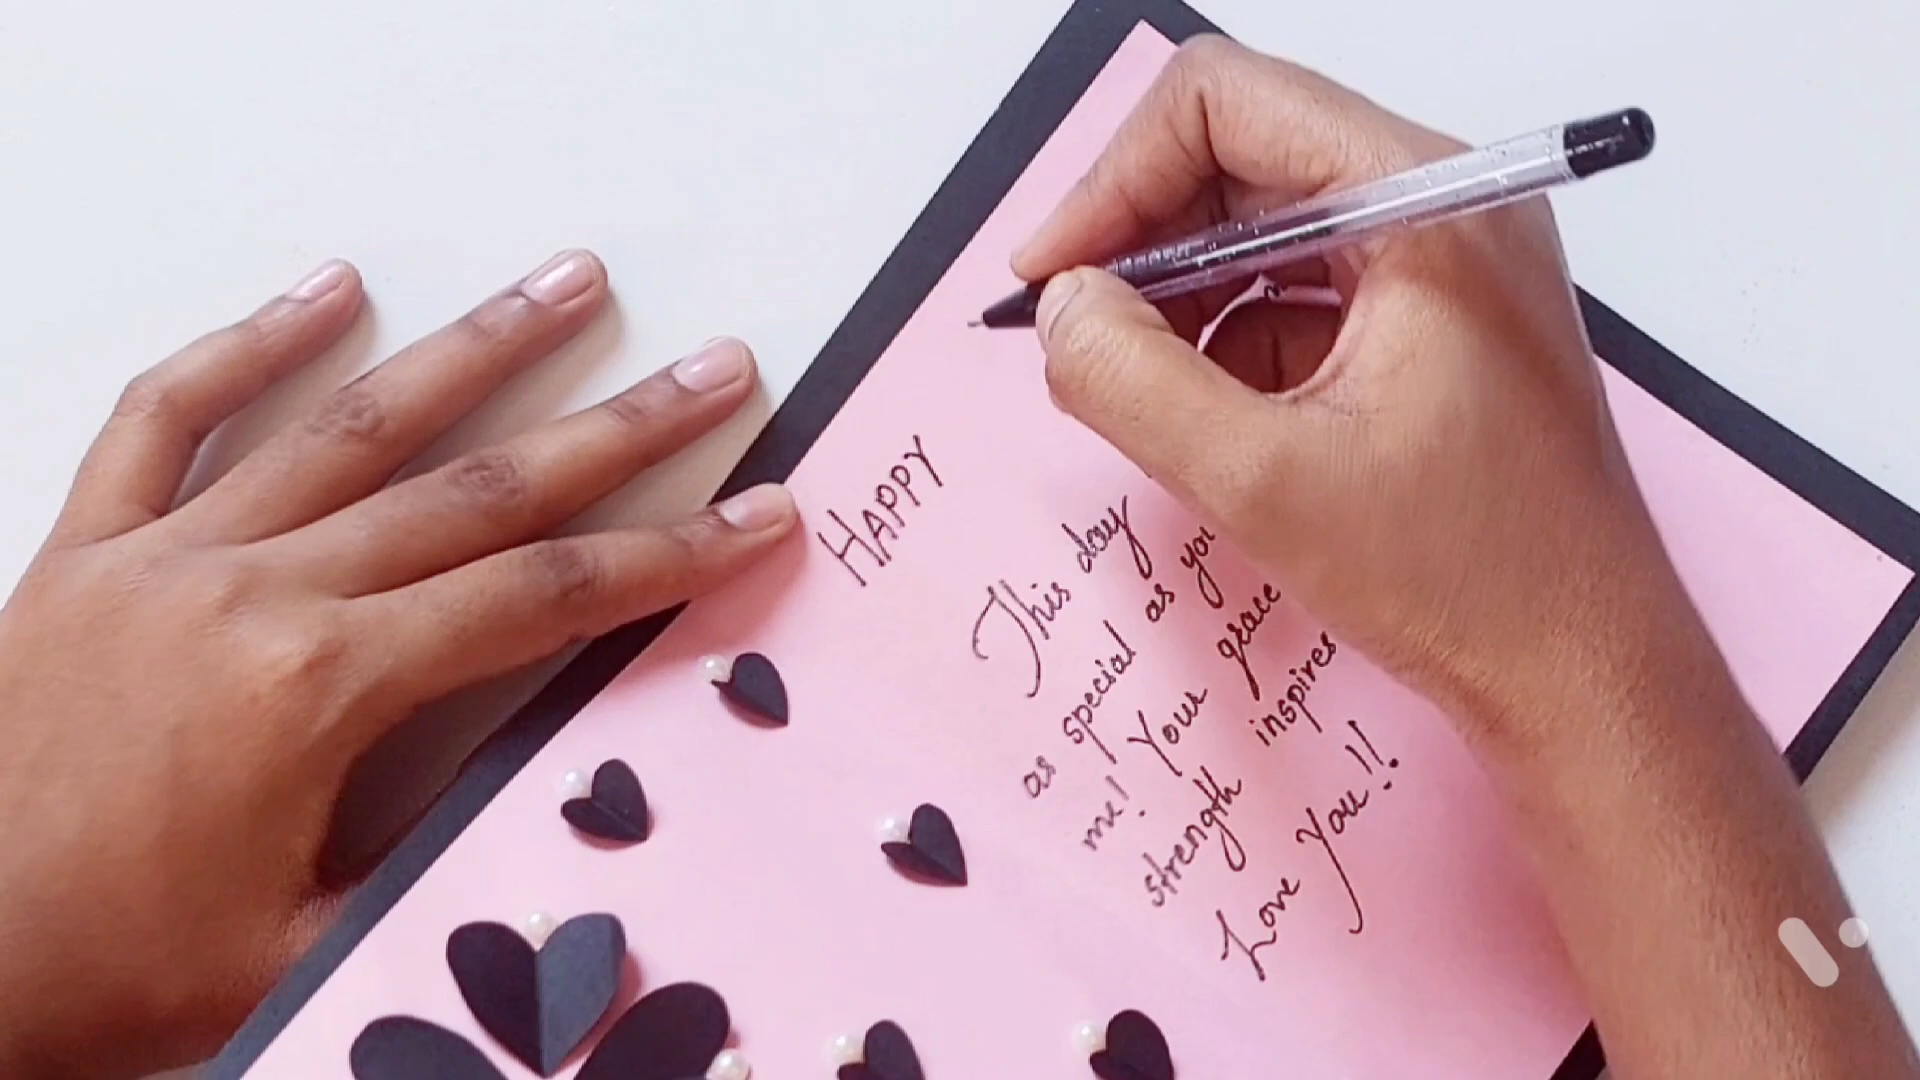 HAPPY
This day
as special as you
me! Your grace
strength inspires
Love You!!